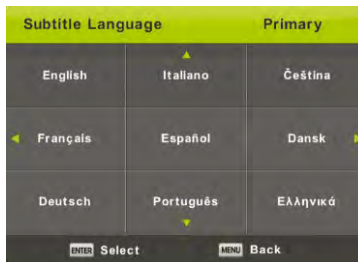 Subtitle Language Primary
English Italiano Čeština
Français Español Dansk
Deutsch Português Ελληνικά
ENTER Select MENU Back